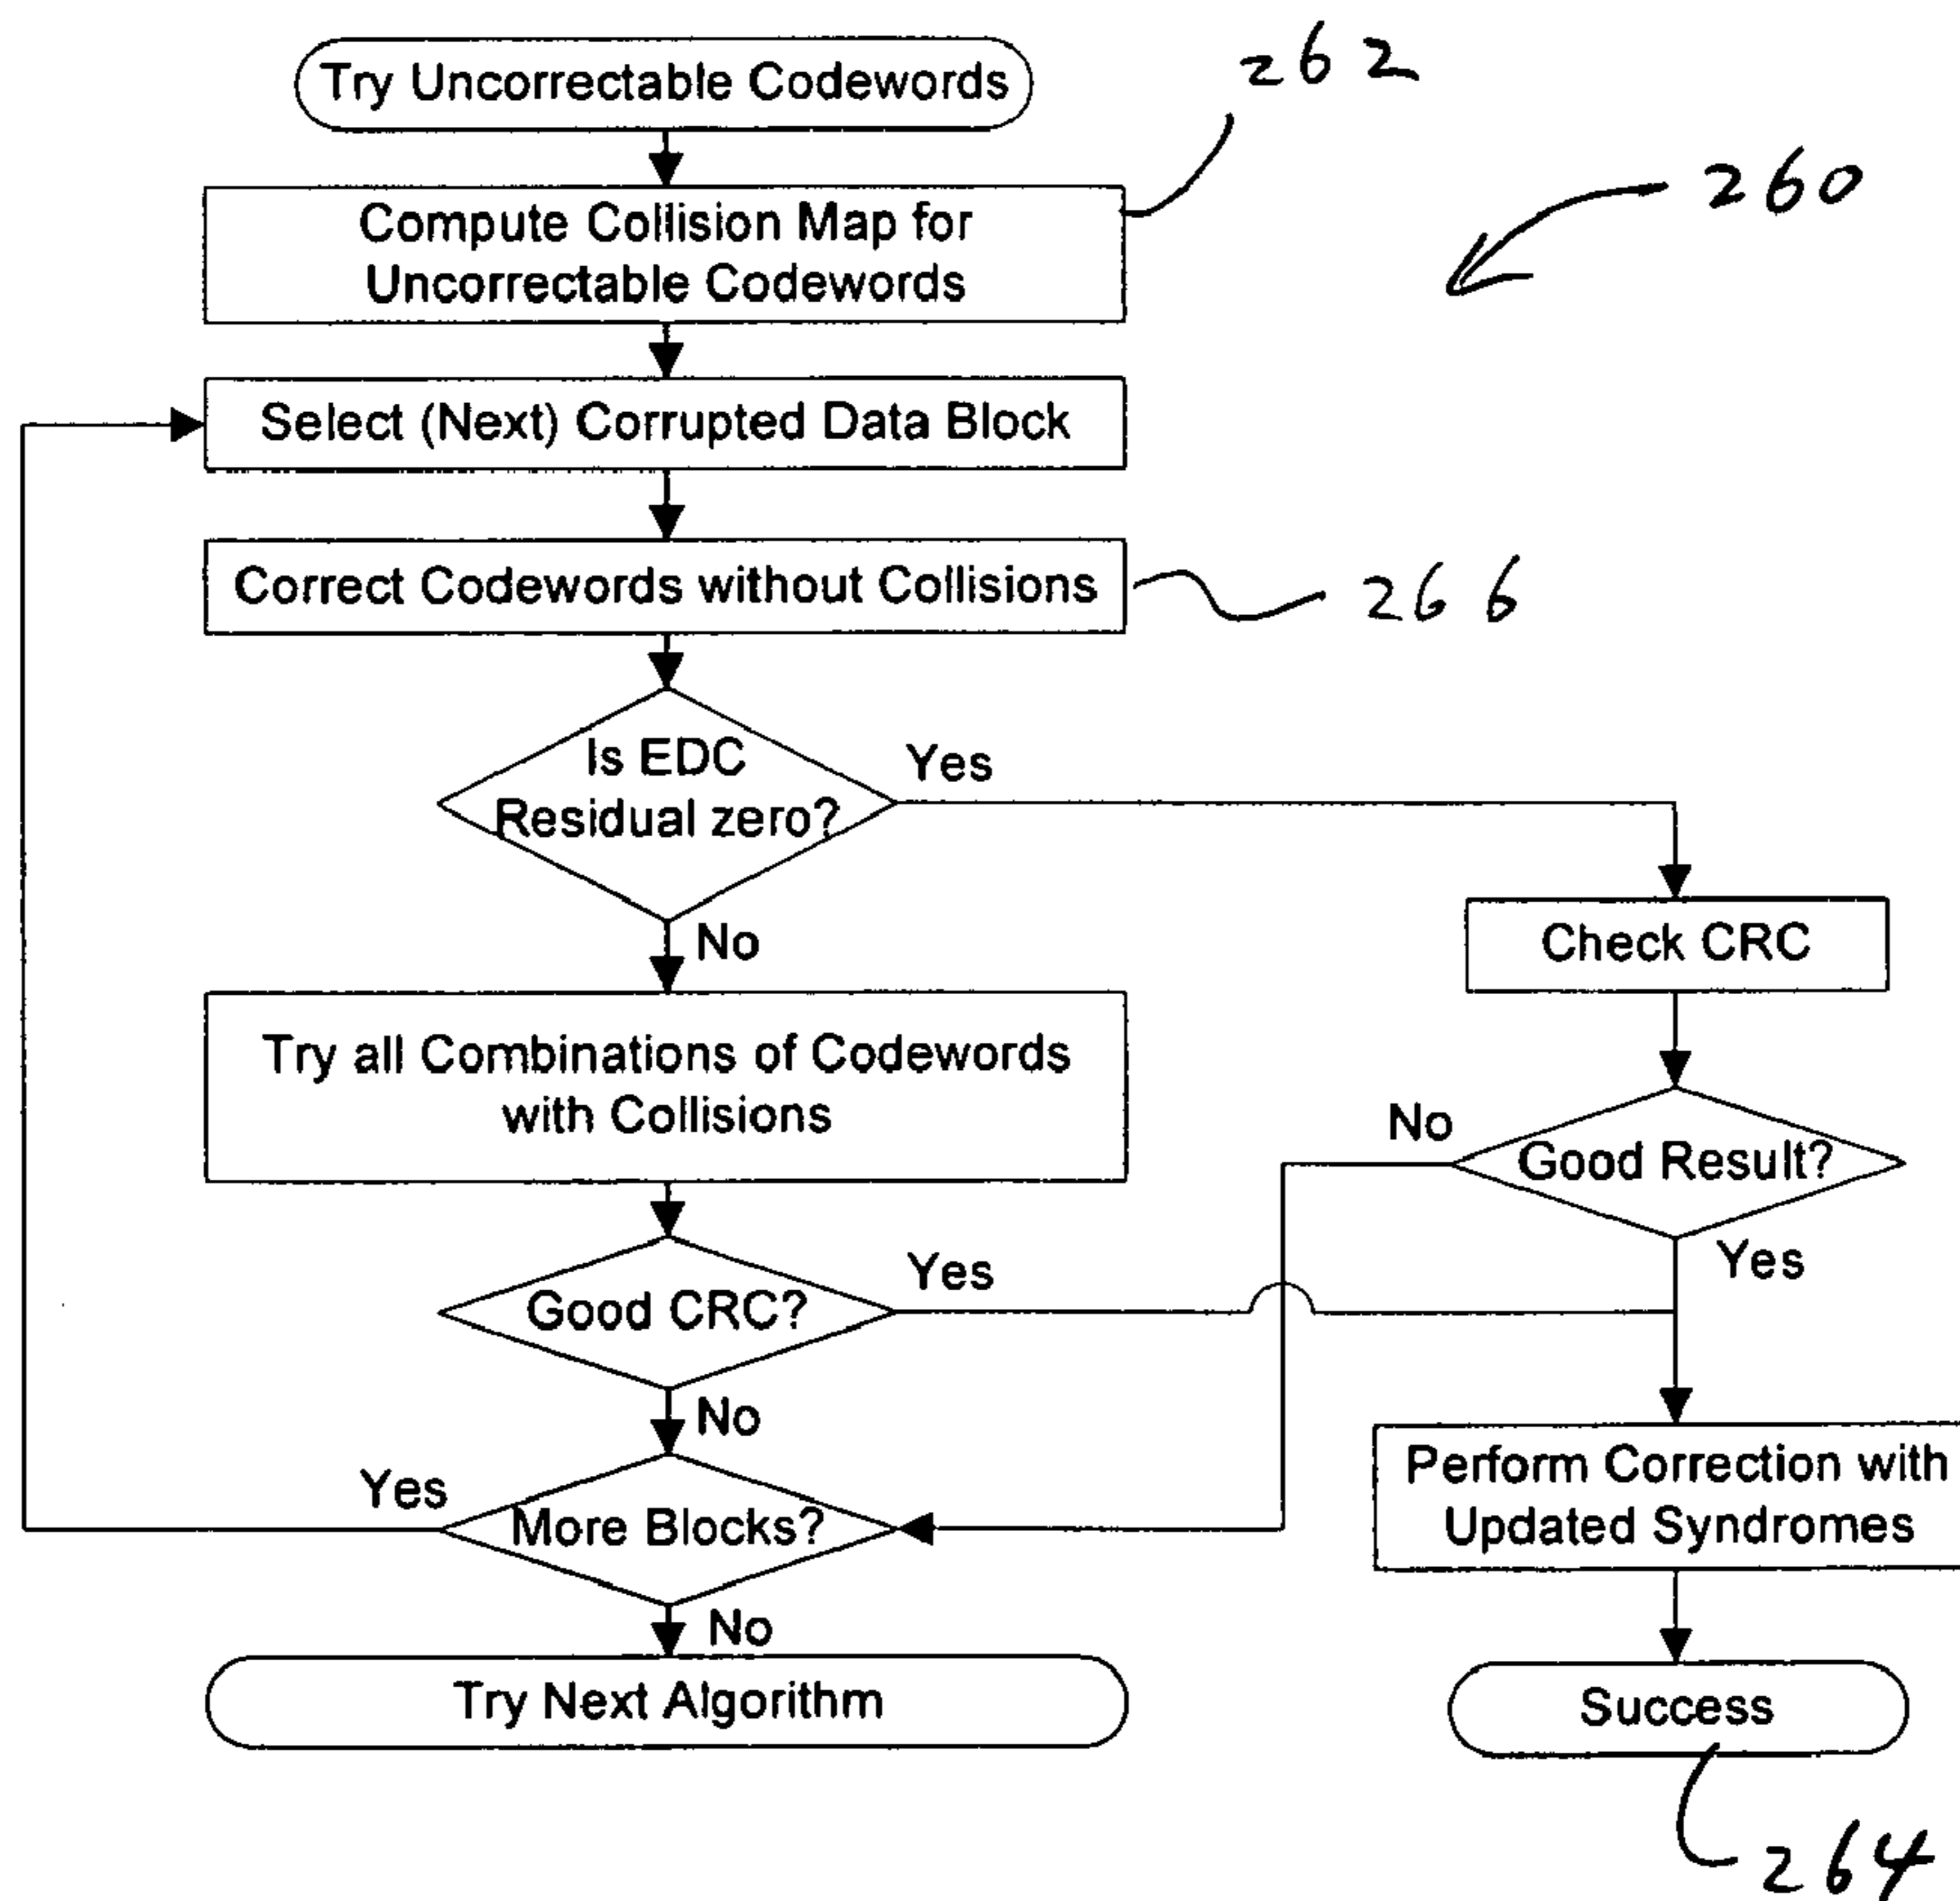 Try Uncorrectable Codewords
262
Compute Collision Map for
Uncorrectable Codewords
260
Select (Next) Corrupted Data Block
Correct Codewords without Collisions
266
Is EDC
Residual zero?
Yes
No
Check CRC
Try all Combinations of Codewords
with Collisions
No
Good Result?
Yes
Good CRC?
Yes
No
Perform Correction with
Updated Syndromes
Yes
More Blocks?
No
Try Next Algorithm
Success
264